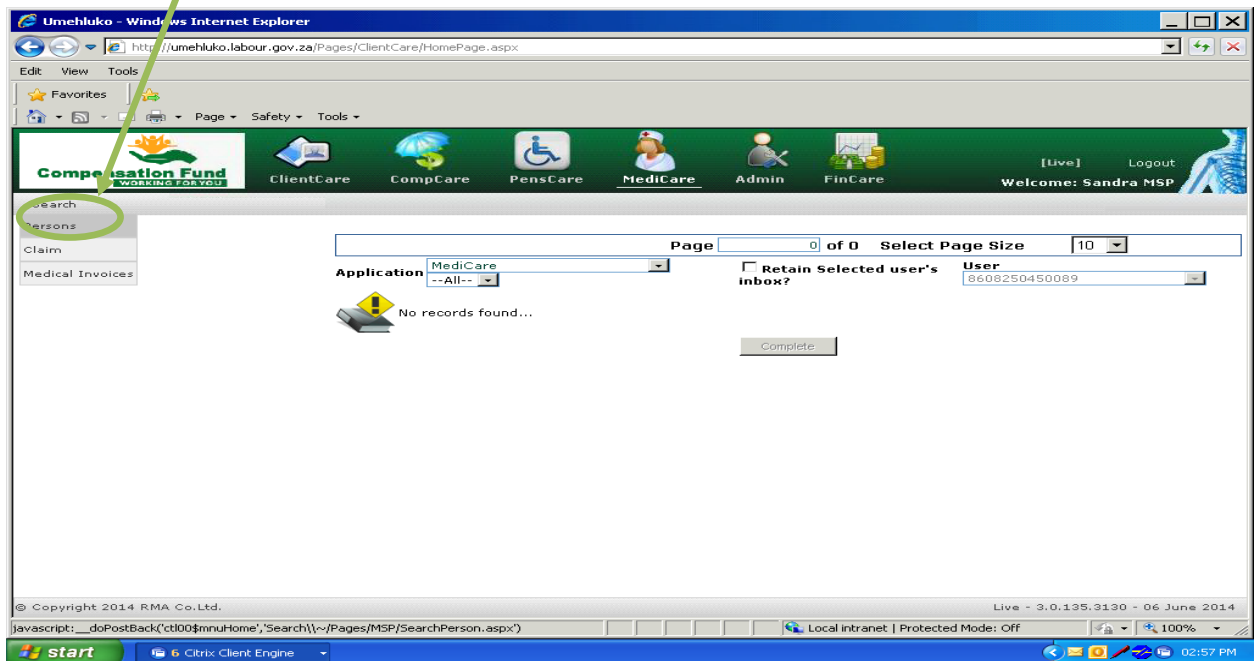 Umehluko - Windows Internet Explorer
http://umehluko.labour.gov.za/Pages/ClientCare/HomePage.aspx
Edit View Tools
Favorites
Page Safety Tools
Compensation Fund
WORKING FOR YOU
ClientCare CompCare PensCare MediCare Admin FinCare
[Live] Logout
Welcome: Sandra MSP
Search
Persons
Claim
Medical Invoices
Page 0 of 0 Select Page Size 10
Application MediCare
--All--
Retain Selected user's inbox?
User
8608250450089
No records found...
Complete
© Copyright 2014 RMA Co.Ltd.
Live - 3.0.135.3130 - 06 June 2014
javascript:__doPostBack('ctl00$mnuHome','Search\\~/Pages/MSP/SearchPerson.aspx')
Local intranet | Protected Mode: Off
100%
start
6 Citrix Client Engine
02:57 PM